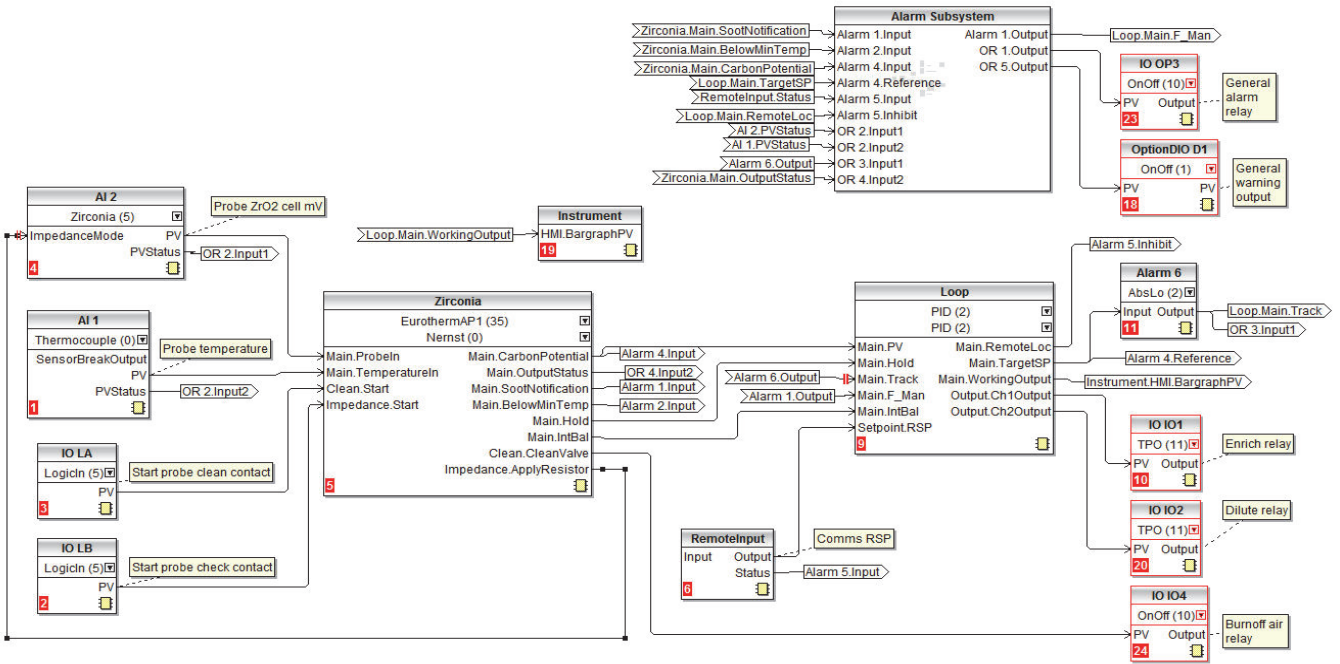 Alarm Subsystem
Zirconia.Main.SootNotification
Alarm 1.Input
Alarm 1.Output
Loop.Main.F_Man
Zirconia.Main.BelowMinTemp
Alarm 2.Input
OR 1.Output
Zirconia.Main.CarbonPotential
Alarm 4.Input
OR 5.Output
Loop.Main.TargetSP
Alarm 4.Reference
RemoteInput.Status
Alarm 5.Input
Loop.Main.RemoteLoc
Alarm 5.Inhibit
AI 2.PVStatus
OR 2.Input1
AI 1.PVStatus
OR 2.Input2
Alarm 6.Output
OR 3.Input1
Zirconia.Main.OutputStatus
OR 4.Input2
IO OP3
OnOff (10)
PV Output
23
General
alarm
relay
OptionDIO D1
OnOff (1)
PV PV
18
General
warning
output
AI 2
Zirconia (5)
ImpedanceMode PV
PVStatus
4
Probe ZrO2 cell mV
OR 2.Input1
Loop.Main.WorkingOutput
Instrument
HMI.BargraphPV
19
AI 1
Thermocouple (0)
SensorBreakOutput
PV
PVStatus
1
Probe temperature
OR 2.Input2
IO LA
LogicIn (5)
PV
3
Start probe clean contact
IO LB
LogicIn (5)
PV
2
Start probe check contact
Zirconia
EurothermAP1 (35)
Nernst (0)
Main.ProbeIn Main.CarbonPotential
Main.TemperatureIn Main.OutputStatus
Clean.Start Main.SootNotification
Impedance.Start Main.BelowMinTemp
Main.Hold
Main.IntBal
Clean.CleanValve
Impedance.ApplyResistor
5
Alarm 4.Input
OR 4.Input2
Alarm 1.Input
Alarm 2.Input
Alarm 6.Output
Alarm 1.Output
Loop
PID (2)
PID (2)
Main.PV Main.RemoteLoc
Main.Hold Main.TargetSP
Main.Track Main.WorkingOutput
Main.F_Man Output.Ch1Output
Main.IntBal Output.Ch2Output
Setpoint.RSP
9
Alarm 5.Inhibit
Alarm 6
AbsLo (2)
Input Output
11
Loop.Main.Track
OR 3.Input1
Alarm 4.Reference
Instrument.HMI.BargraphPV
RemoteInput
Input Output
Status
6
Comms RSP
Alarm 5.Input
IO IO1
TPO (11)
PV Output
10
Enrich relay
IO IO2
TPO (11)
PV Output
20
Dilute relay
IO IO4
OnOff (10)
PV Output
24
Burnoff air
relay